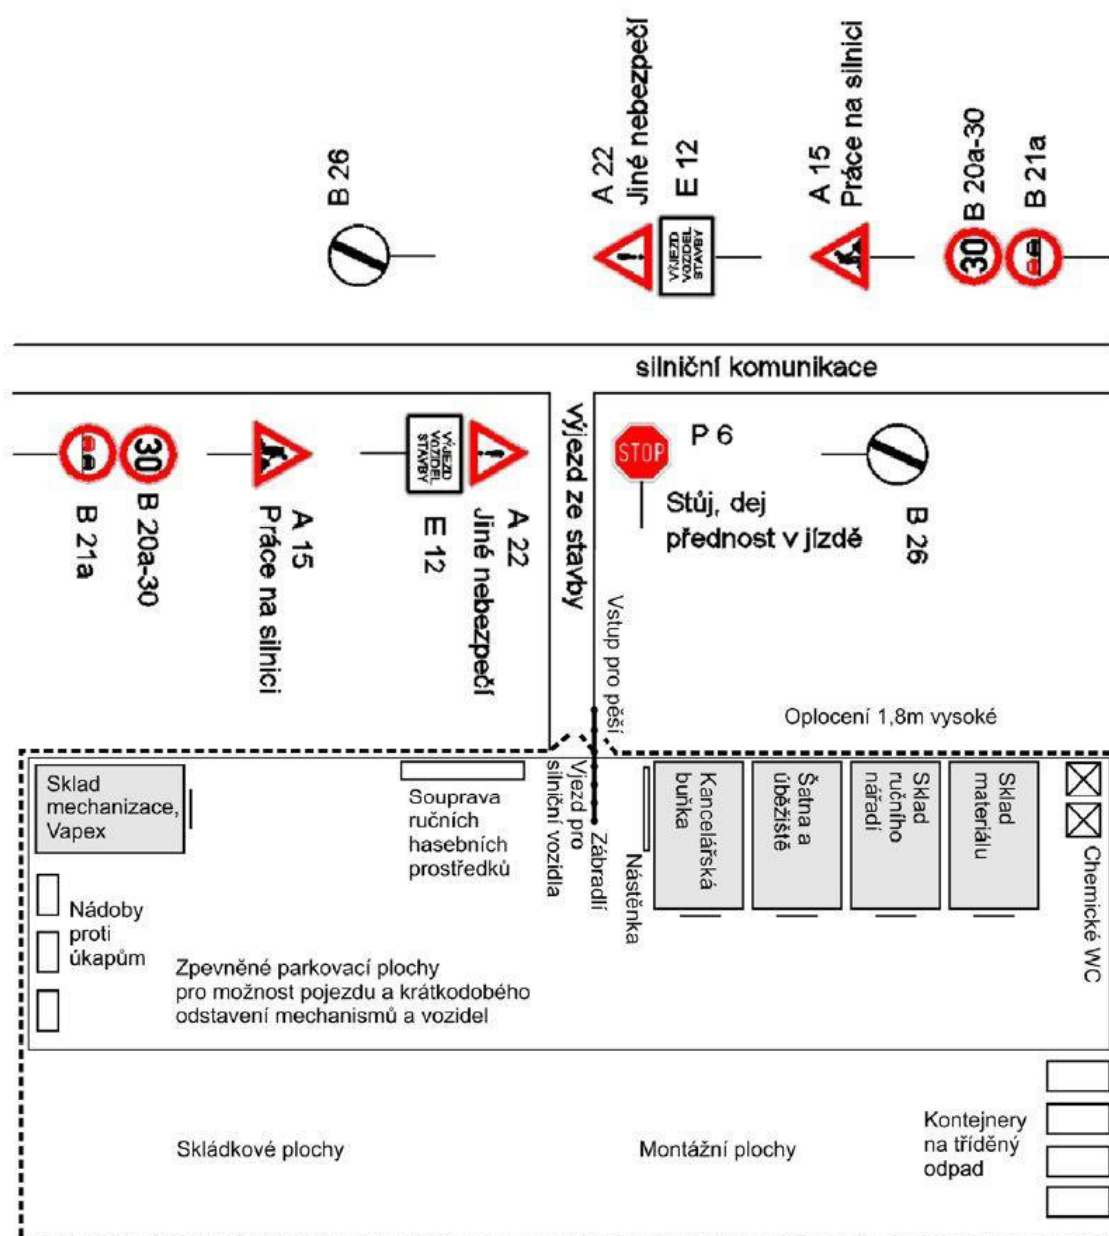 B 26
A 22
Jiné nebezpečí
E 12
VÝJEZD
VOZIDEL
STAVBY
A 15
Práce na silnici
30
B 20a-30
B 21a
silniční komunikace
B 21a
30
B 20a-30
A 15
Práce na silnici
VÝJEZD
VOZIDEL
STAVBY
E 12
A 22
Jiné nebezpečí
výjezd ze stavby
STOP
P 6
Stůj, dej
přednost v jízdě
B 26
Vstup pro pěší
Oplocení 1,8m vysoké
Sklad
mechanizace,
Vapex
Souprava
ručních
hasebních
prostředků
Vjezd pro
silniční vozidla
Zábradlí
Nástěnka
Kancelářská
buňka
Šatna a
úběžiště
Sklad
ručního
nářadí
Sklad
materiálu
Chemické WC
Nádoby
proti
úkapům
Zpevněné parkovací plochy
pro možnost pojezdu a krátkodobého
odstavení mechanismů a vozidel
Skládkové plochy
Montážní plochy
Kontejnery
na tříděný
odpad